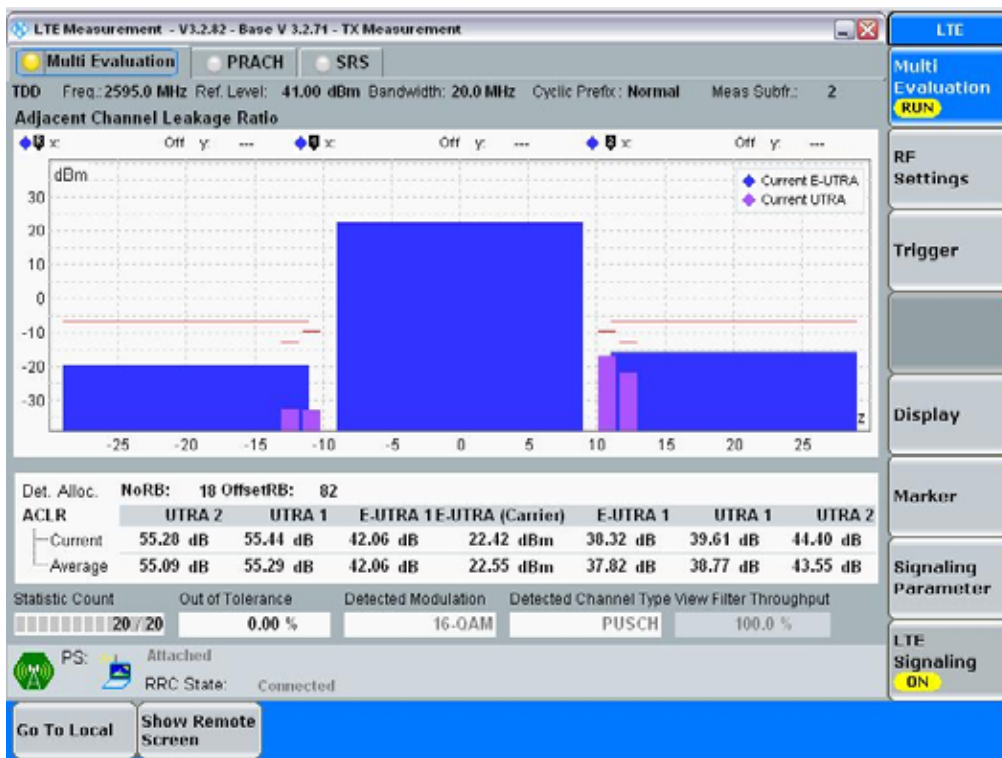 LTE Measurement - V3.2.82 - Base V 3.2.71 - TX Measurement
Multi Evaluation PRACH SRS
TDD Freq.: 2595.0 MHz Ref. Level: 41.00 dBm Bandwidth: 20.0 MHz Cyclic Prefix: Normal Meas Subfr.: 2
Adjacent Channel Leakage Ratio
x: Off y: --- x: Off y: --- x: Off y: ---
dBm
Current E-UTRA
Current UTRA
30
20
10
0
-10
-20
-30
z
-25 -20 -15 -10 -5 0 5 10 15 20 25
Det. Alloc. NoRB: 18 OffsetRB: 82
ACLR UTRA 2 UTRA 1 E-UTRA 1 E-UTRA (Carrier) E-UTRA 1 UTRA 1 UTRA 2
Current 55.28 dB 55.44 dB 42.06 dB 22.42 dBm 38.32 dB 39.61 dB 44.40 dB
Average 55.09 dB 55.29 dB 42.06 dB 22.55 dBm 37.82 dB 38.77 dB 43.55 dB
Statistic Count Out of Tolerance Detected Modulation Detected Channel Type View Filter Throughput
20 / 20 0.00 % 16-QAM PUSCH 100.0 %
PS: Attached
RRC State: Connected
Go To Local
Show Remote
Screen
LTE
Multi
Evaluation
RUN
RF
Settings
Trigger
Display
Marker
Signaling
Parameter
LTE
Signaling
ON